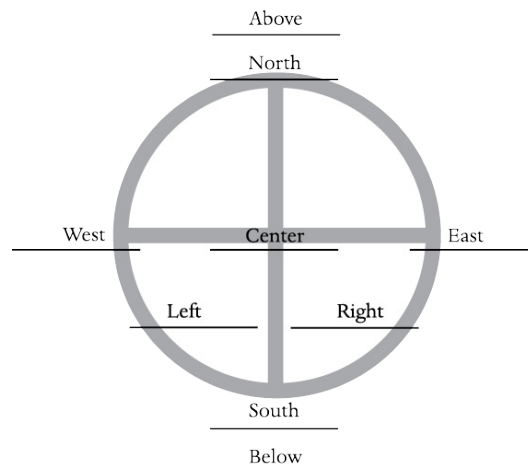 Above
North
West Center East
Left Right
South
Below